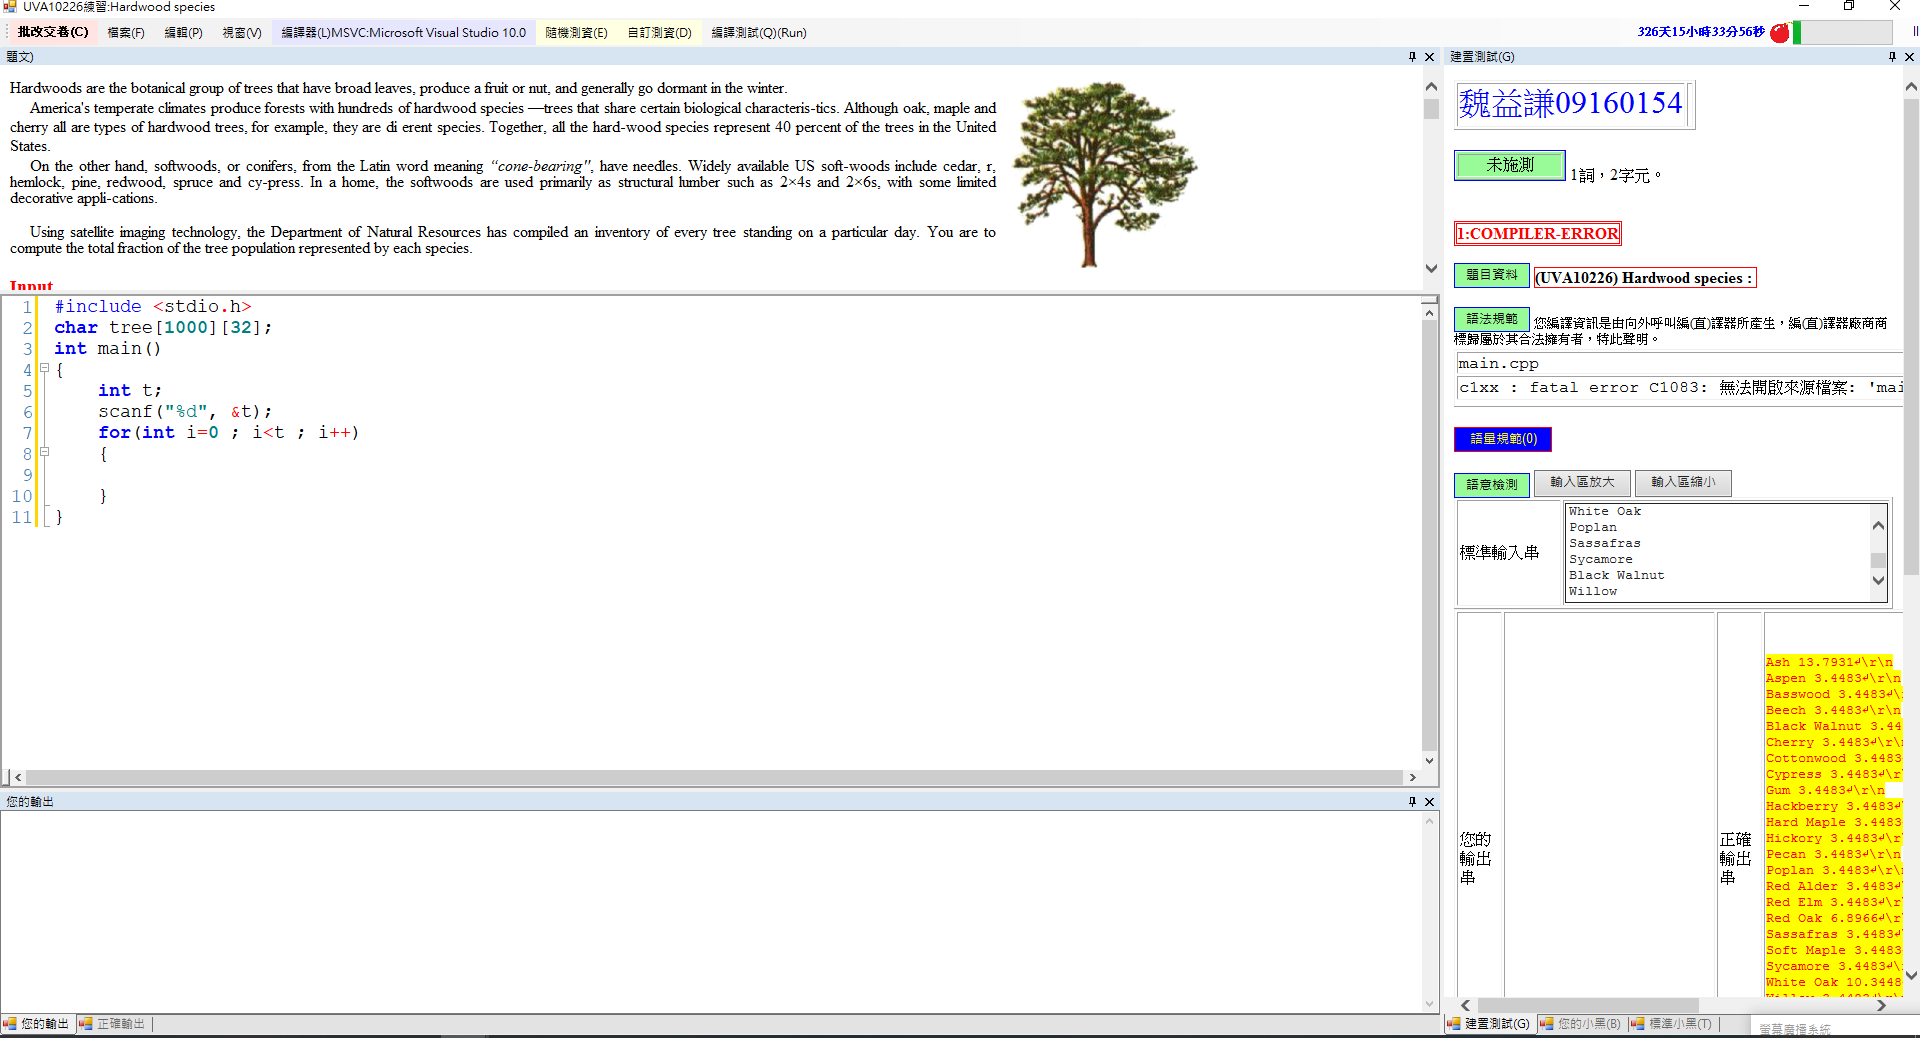 UVA10226練習:Hardwood species
批改交卷(C) 檔案(F) 編輯(P) 視窗(V) 編譯器(L)MSVC:Microsoft Visual Studio 10.0 隨機測資(E) 自訂測資(D) 編譯測試(Q)(Run) 326天15小時33分56秒
題文)
Hardwoods are the botanical group of trees that have broad leaves, produce a fruit or nut, and generally go dormant in the winter.
America's temperate climates produce forests with hundreds of hardwood species —trees that share certain biological characteris-tics. Although oak, maple and
cherry all are types of hardwood trees, for example, they are di erent species. Together, all the hard-wood species represent 40 percent of the trees in the United
States.
On the other hand, softwoods, or conifers, from the Latin word meaning “cone-bearing", have needles. Widely available US soft-woods include cedar, r,
hemlock, pine, redwood, spruce and cy-press. In a home, the softwoods are used primarily as structural lumber such as 2×4s and 2×6s, with some limited
decorative appli-cations.
Using satellite imaging technology, the Department of Natural Resources has compiled an inventory of every tree standing on a particular day. You are to
compute the total fraction of the tree population represented by each species.
Input
1 #include <stdio.h>
2 char tree[1000][32];
3 int main()
4 {
5 int t;
6 scanf("%d", &t);
7 for(int i=0 ; i<t ; i++)
8 {
9
10 }
11 }
您的輸出
您的輸出 正確輸出
建置測試(G)
魏益謙09160154
未施測 1詞，2字元。
1:COMPILER-ERROR
題目資料 (UVA10226) Hardwood species :
語法規範 您編譯資訊是由向外呼叫編(直)譯器所產生，編(直)譯器廠商商
標歸屬於其合法擁有者，特此聲明。
main.cpp
c1xx : fatal error C1083: 無法開啟來源檔案: 'mai
語量規範(0)
語意檢測 輸入區放大 輸入區縮小
標準輸入串
White Oak
Poplan
Sassafras
Sycamore
Black Walnut
Willow
您的
輸出
串
正確
輸出
串
Ash 13.7931↵\r\n
Aspen 3.4483↵\r\n
Basswood 3.4483↵\
Beech 3.4483↵\r\n
Black Walnut 3.44
Cherry 3.4483↵\r\
Cottonwood 3.4483
Cypress 3.4483↵\r
Gum 3.4483↵\r\n
Hackberry 3.4483↵
Hard Maple 3.4483
Hickory 3.4483↵\r
Pecan 3.4483↵\r\n
Poplan 3.4483↵\r\
Red Alder 3.4483↵
Red Elm 3.4483↵\r
Red Oak 6.8966↵\r
Sassafras 3.4483↵
Soft Maple 3.4483
Sycamore 3.4483↵\
White Oak 10.3448
建置測試(G) 您的小黑(B) 標準小黑(T)
螢幕廣播系統